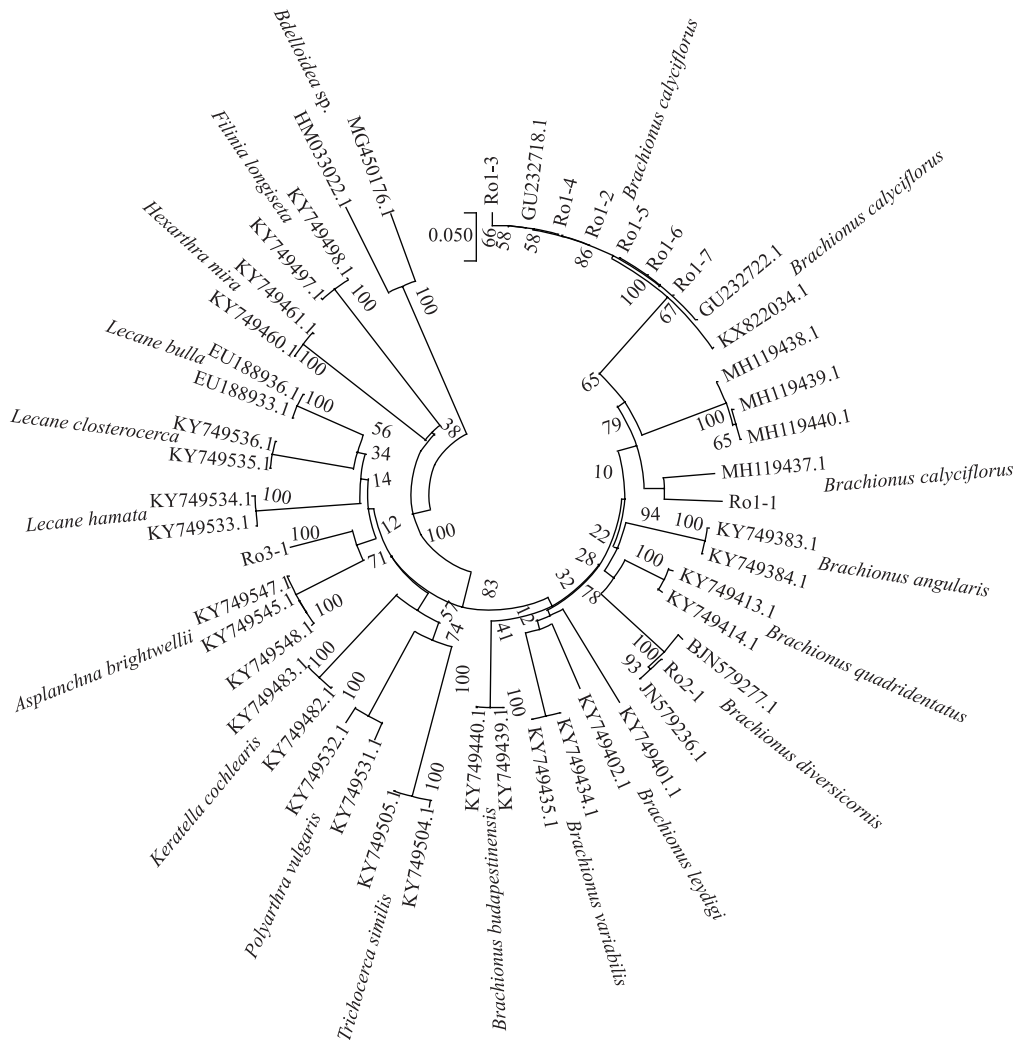 Bdelloidea sp.
MG450176.1
HM033022.1
100
Filinia longiseta
KY749498.1
KY749497.1
100
Hexarthra mira
KY749461.1
KY749460.1
100
38
Lecane bulla
EU188936.1
EU188933.1
100
56
Lecane closterocerca
KY749536.1
KY749535.1
34
14
Lecane hamata
KY749534.1
KY749533.1
100
12
Ro3-1
100
71
Asplanchna brightwellii
KY749547.1
KY749545.1
KY749548.1
100
Keratella cochlearis
KY749483.1
KY749482.1
100
57
Polyarthra vulgaris
KY749532.1
KY749531.1
100
74
Trichocerca similis
KY749505.1
KY749504.1
100
100
83
Brachionus budapestinensis
KY749440.1
KY749439.1
100
41
Brachionus variabilis
KY749435.1
KY749434.1
100
12
Brachionus leydigi
KY749402.1
KY749401.1
32
Brachionus diversicornis
JN579236.1
Ro2-1
BJN579277.1
93
100
78
28
Brachionus quadridentatus
KY749414.1
KY749413.1
100
22
Brachionus angularis
KY749384.1
KY749383.1
100
94
10
Brachionus calyciflorus
Ro1-1
MH119437.1
MH119440.1
MH119439.1
MH119438.1
65
100
79
65
Brachionus calyciflorus
KX822034.1
GU232722.1
67
100
Ro1-7
Ro1-6
Ro1-5
Brachionus calyciflorus
Ro1-2
86
Ro1-4
GU232718.1
58
58
66
Ro1-3
0.050